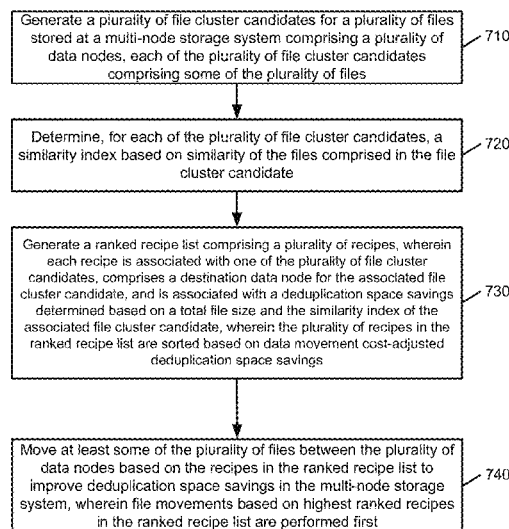 Generate a plurality of file cluster candidates for a plurality of files
stored at a multi-node storage system comprising a plurality of
data nodes, each of the plurality of file cluster candidates
comprising some of the plurality of files
710
Determine, for each of the plurality of file cluster candidates, a
similarity index based on similarity of the files comprised in the file
cluster candidate
720
Generate a ranked recipe list comprising a plurality of recipes, wherein
each recipe is associated with one of the plurality of file cluster
candidates, comprises a destination data node for the associated file
cluster candidate, and is associated with a deduplication space savings
determined based on a total file size and the similarity index of the
associated file cluster candidate, wherein the plurality of recipes in the
ranked recipe list are sorted based on data movement cost-adjusted
deduplication space savings
730
Move at least some of the plurality of files between the plurality of
data nodes based on the recipes in the ranked recipe list to
improve deduplication space savings in the multi-node storage
system, wherein file movements based on highest ranked recipes
in the ranked recipe list are performed first
740